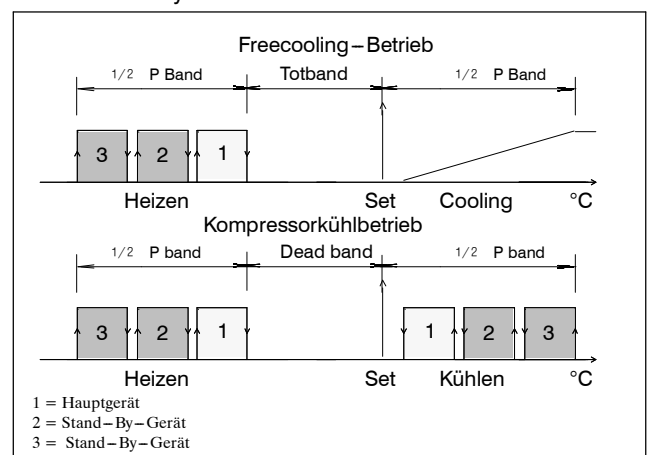 Freecooling–Betrieb
1/2 P Band Totband 1/2 P Band
3 2 1
Heizen Set Cooling °C
Kompressorkühlbetrieb
1/2 P band Dead band 1/2 P band
3 2 1 1 2 3
Heizen Set Kühlen °C
1 = Hauptgerät
2 = Stand–By–Gerät
3 = Stand–By–Gerät